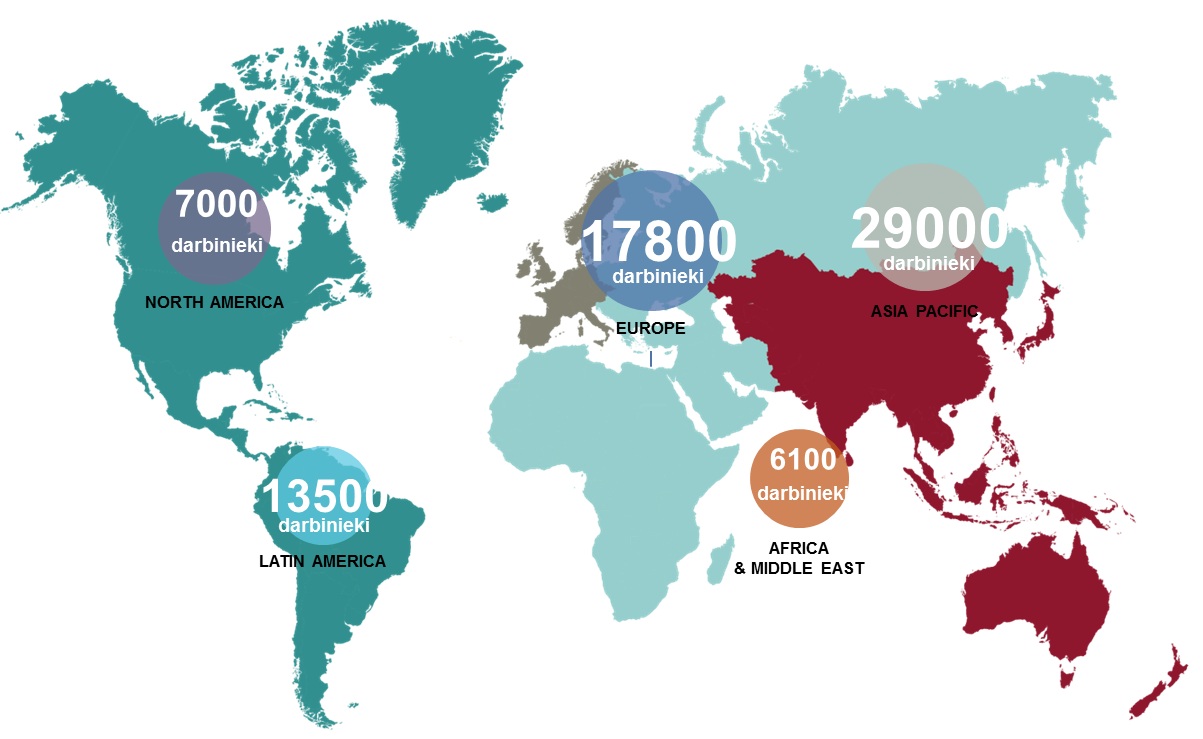 7000
darbinieki
NORTH AMERICA
17800
darbinieki
EUROPE
29000
darbinieki
ASIA PACIFIC
13500
darbinieki
LATIN AMERICA
6100
darbinieki
AFRICA
& MIDDLE EAST